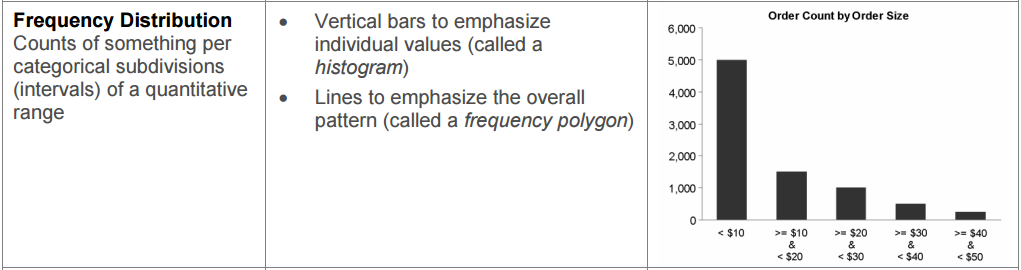 Frequency Distribution
Counts of something per
categorical subdivisions
(intervals) of a quantitative
range
• Vertical bars to emphasize
individual values (called a
histogram)
• Lines to emphasize the overall
pattern (called a frequency polygon)
Order Count by Order Size
6,000
5,000
4,000
3,000
2,000
1,000
0
< $10
>= $10
&
< $20
>= $20
&
< $30
>= $30
&
< $40
>= $40
&
< $50